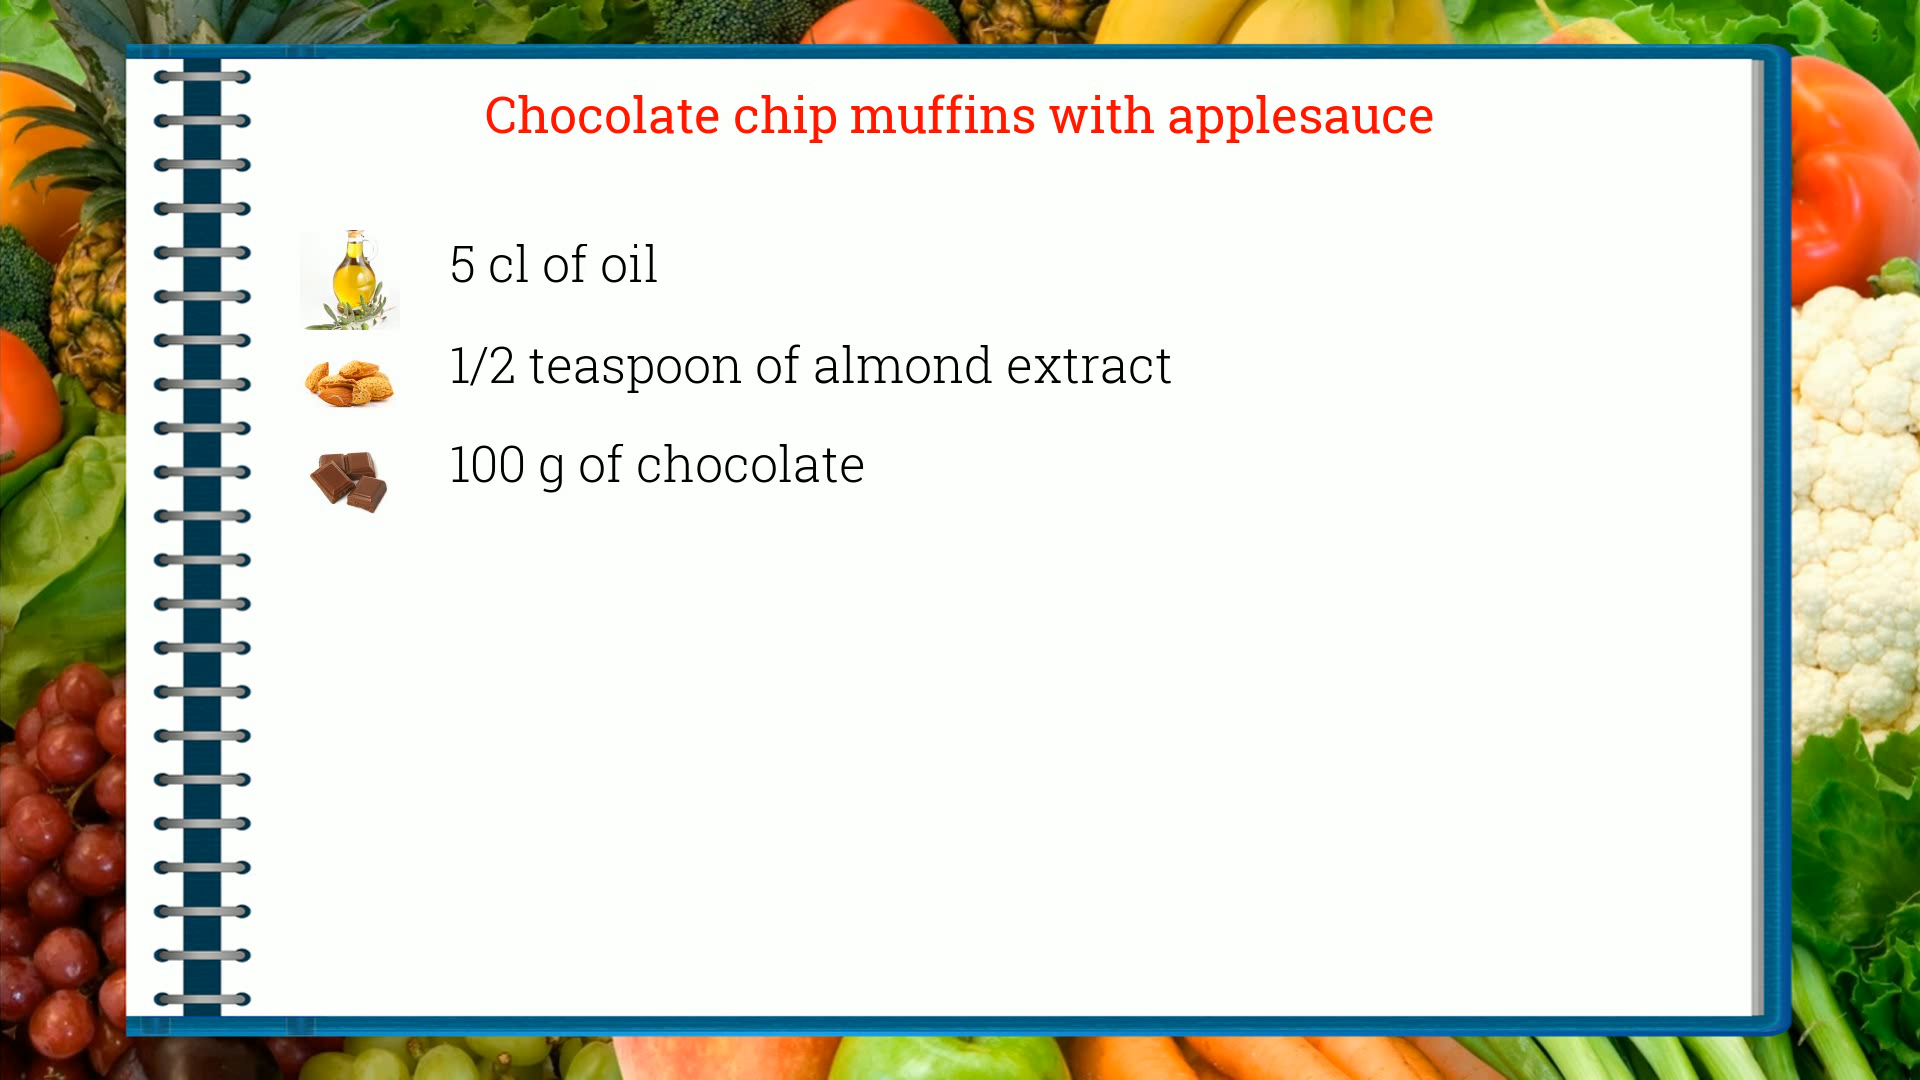 Chocolate chip muffins with applesauce
5 cl of oil
1/2 teaspoon of almond extract
100 g of chocolate